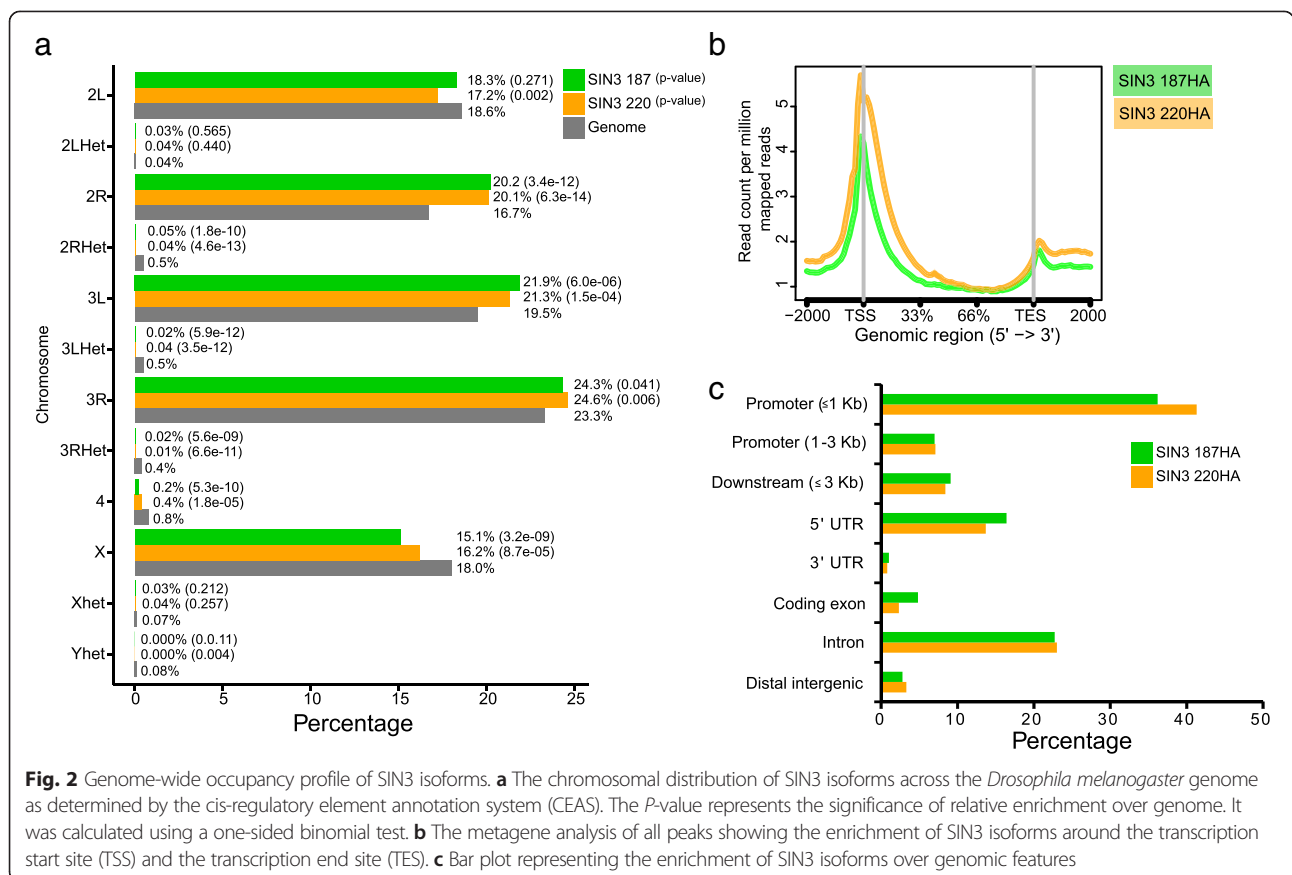 a
2L
18.3% (0.271)
17.2% (0.002)
18.6%
SIN3 187 (p-value)
SIN3 220 (p-value)
Genome
2LHet
0.03% (0.565)
0.04% (0.440)
0.04%
2R
20.2 (3.4e-12)
20.1% (6.3e-14)
16.7%
2RHet
0.05% (1.8e-10)
0.04% (4.6e-13)
0.5%
3L
21.9% (6.0e-06)
21.3% (1.5e-04)
19.5%
3LHet
0.02% (5.9e-12)
0.04 (3.5e-12)
0.5%
3R
24.3% (0.041)
24.6% (0.006)
23.3%
3RHet
0.02% (5.6e-09)
0.01% (6.6e-11)
0.4%
4
0.2% (5.3e-10)
0.4% (1.8e-05)
0.8%
X
15.1% (3.2e-09)
16.2% (8.7e-05)
18.0%
Xhet
0.03% (0.212)
0.04% (0.257)
0.07%
Yhet
0.000% (0.0.11)
0.000% (0.004)
0.08%
Chromosome
0 5 10 15 20 25
Percentage
b
Read count per million
mapped reads
5
4
3
2
1
−2000 TSS 33% 66% TES 2000
Genomic region (5' −> 3')
SIN3 187HA
SIN3 220HA
c
Promoter (≤1 Kb)
Promoter (1-3 Kb)
Downstream (≤ 3 Kb)
5' UTR
3' UTR
Coding exon
Intron
Distal intergenic
SIN3 187HA
SIN3 220HA
0 10 20 30 40 50
Percentage
Fig. 2 Genome-wide occupancy profile of SIN3 isoforms. a The chromosomal distribution of SIN3 isoforms across the Drosophila melanogaster genome
as determined by the cis-regulatory element annotation system (CEAS). The P-value represents the significance of relative enrichment over genome. It
was calculated using a one-sided binomial test. b The metagene analysis of all peaks showing the enrichment of SIN3 isoforms around the transcription
start site (TSS) and the transcription end site (TES). c Bar plot representing the enrichment of SIN3 isoforms over genomic features